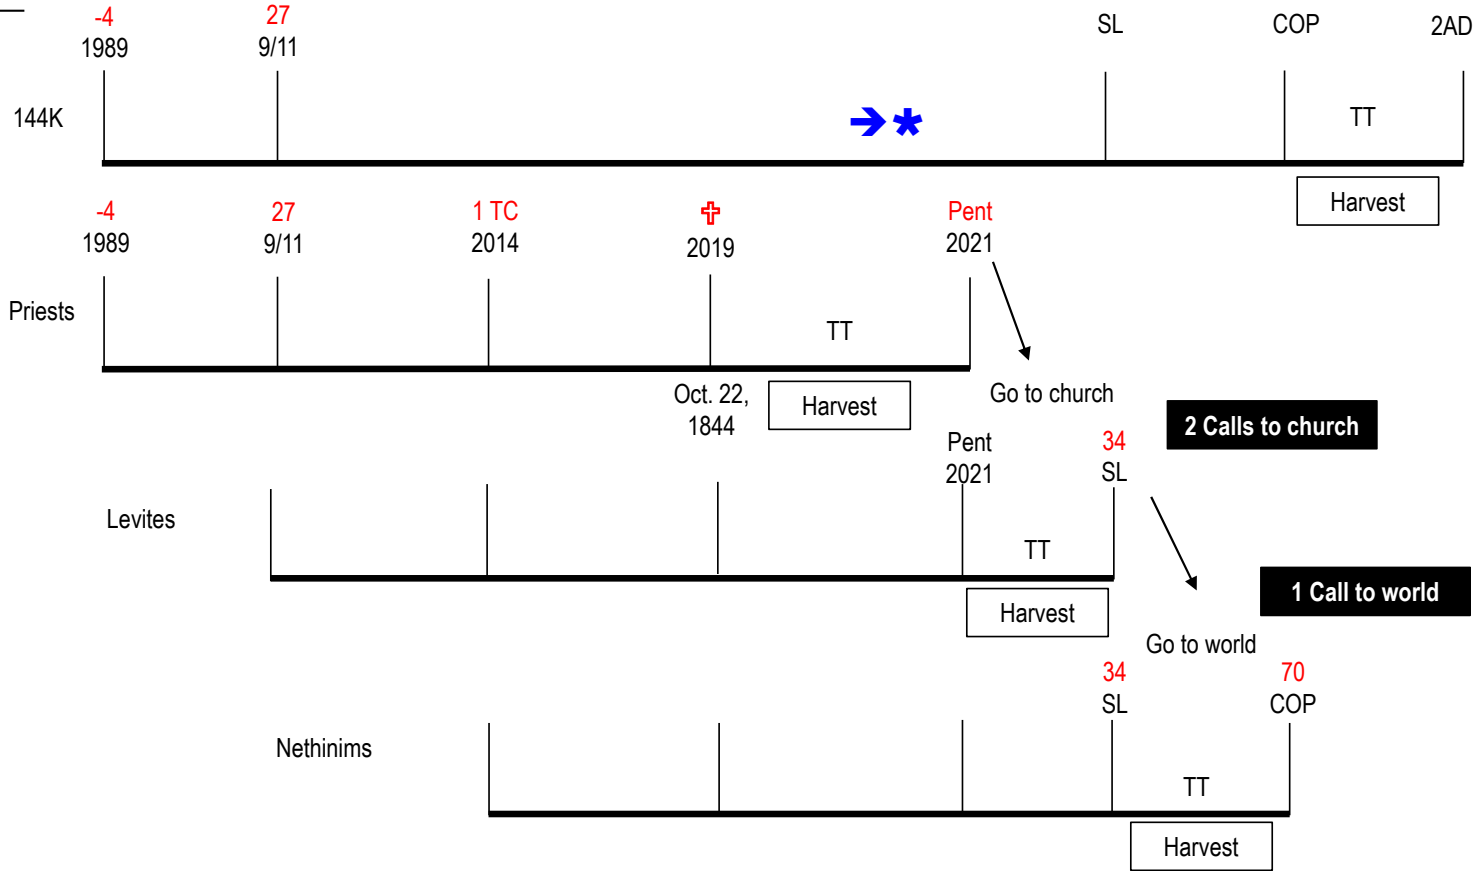 -4
1989
27
9/11
SL
COP
2AD
144K
TT
Harvest
-4
1989
27
9/11
1 TC
2014
2019
Pent
2021
Priests
TT
Oct. 22,
1844
Harvest
Go to church
2 Calls to church
Pent
2021
34
SL
Levites
TT
Harvest
1 Call to world
Go to world
34
SL
70
COP
Nethinims
TT
Harvest